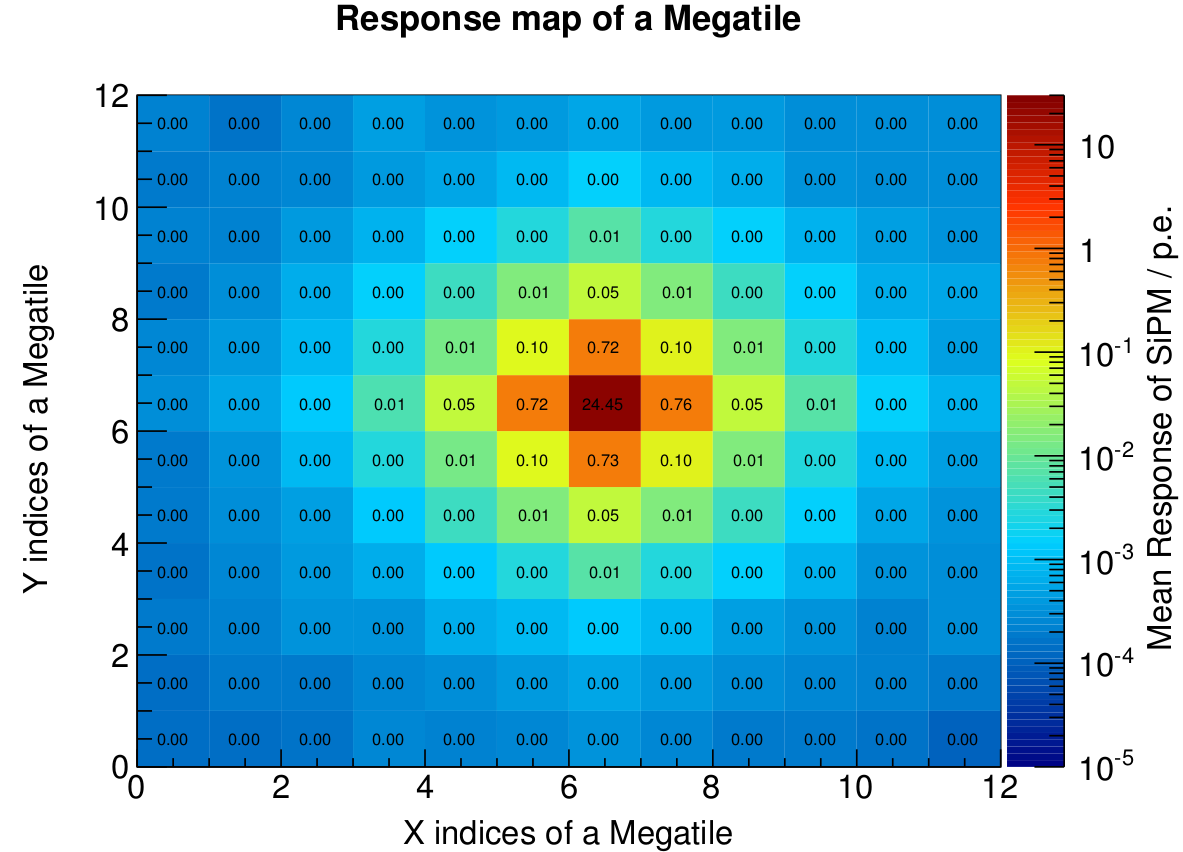 Response map of a Megatile
12
10
8
6
4
2
0
0.00 0.00 0.00 0.00 0.00 0.00 0.00 0.00 0.00 0.00 0.00 0.00
0.00 0.00 0.00 0.00 0.00 0.00 0.00 0.00 0.00 0.00 0.00 0.00
0.00 0.00 0.00 0.00 0.00 0.00 0.01 0.00 0.00 0.00 0.00 0.00
0.00 0.00 0.00 0.00 0.00 0.01 0.05 0.01 0.00 0.00 0.00 0.00
0.00 0.00 0.00 0.00 0.01 0.10 0.72 0.10 0.01 0.00 0.00 0.00
0.00 0.00 0.00 0.01 0.05 0.72 24.45 0.76 0.05 0.01 0.00 0.00
0.00 0.00 0.00 0.00 0.01 0.10 0.73 0.10 0.01 0.00 0.00 0.00
0.00 0.00 0.00 0.00 0.00 0.01 0.05 0.01 0.00 0.00 0.00 0.00
0.00 0.00 0.00 0.00 0.00 0.00 0.01 0.00 0.00 0.00 0.00 0.00
0.00 0.00 0.00 0.00 0.00 0.00 0.00 0.00 0.00 0.00 0.00 0.00
0.00 0.00 0.00 0.00 0.00 0.00 0.00 0.00 0.00 0.00 0.00 0.00
0.00 0.00 0.00 0.00 0.00 0.00 0.00 0.00 0.00 0.00 0.00 0.00
0 2 4 6 8 10 12
X indices of a Megatile
Y indices of a Megatile
10
1
10⁻¹
10⁻²
10⁻³
10⁻⁴
10⁻⁵
Mean Response of SiPM / p.e.